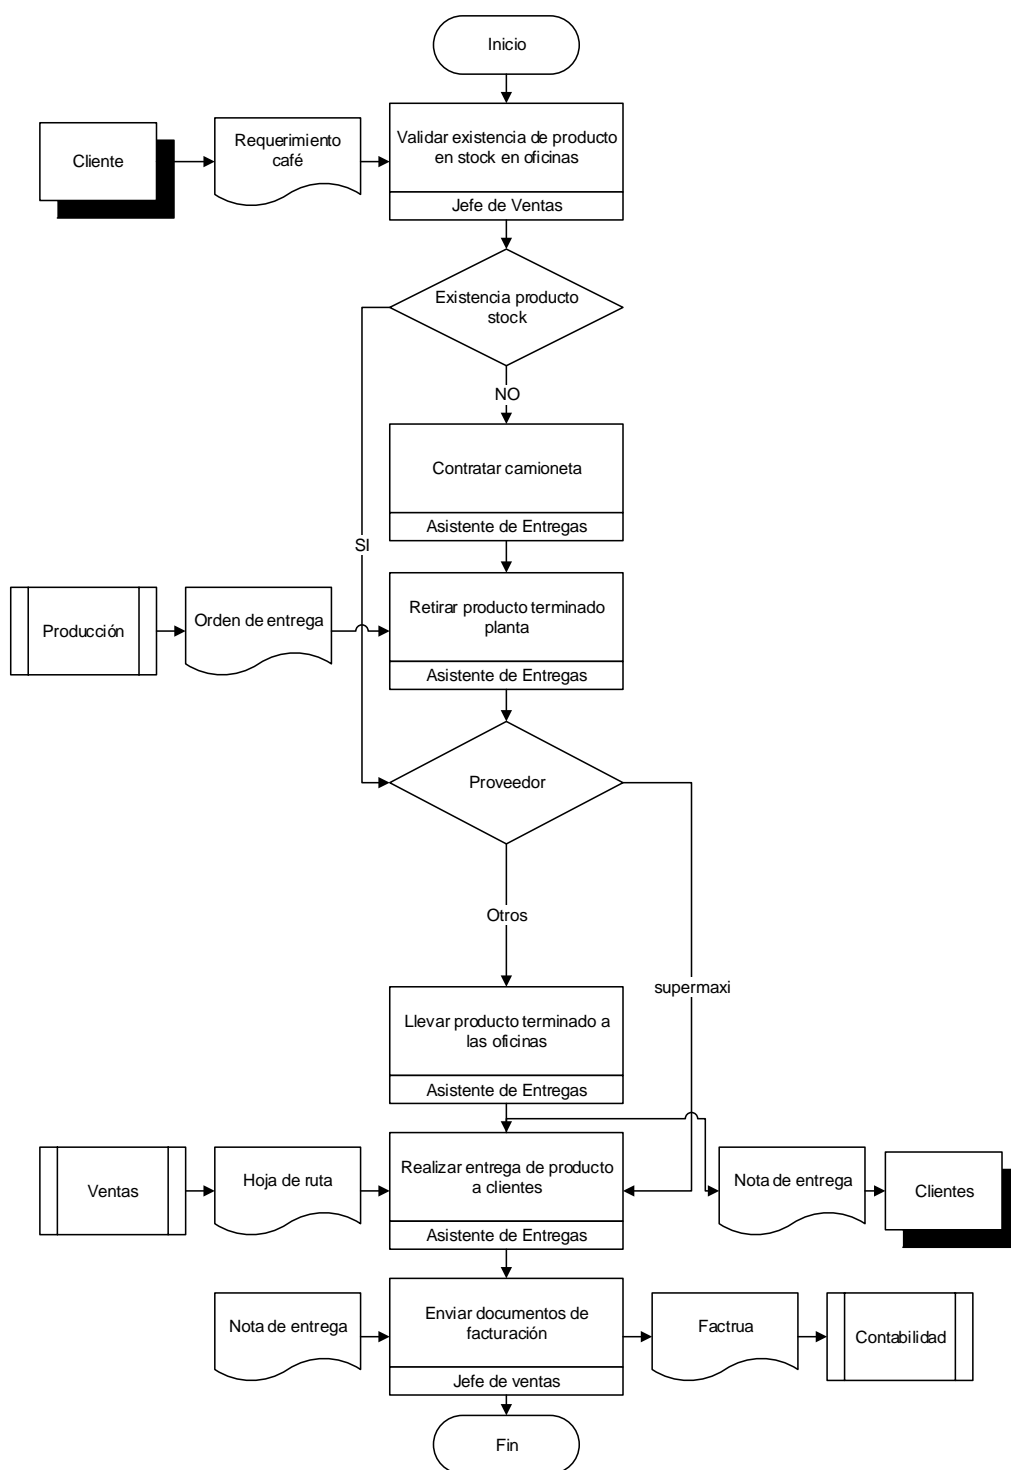 Inicio
Cliente
Requerimiento
café
Validar existencia de producto
en stock en oficinas
Jefe de Ventas
Existencia producto
stock
NO
Contratar camioneta
Asistente de Entregas
SI
Producción
Orden de entrega
Retirar producto terminado
planta
Asistente de Entregas
Proveedor
Otros
supermaxi
Llevar producto terminado a
las oficinas
Asistente de Entregas
Ventas
Hoja de ruta
Realizar entrega de producto
a clientes
Asistente de Entregas
Nota de entrega
Clientes
Nota de entrega
Enviar documentos de
facturación
Jefe de ventas
Factrua
Contabilidad
Fin